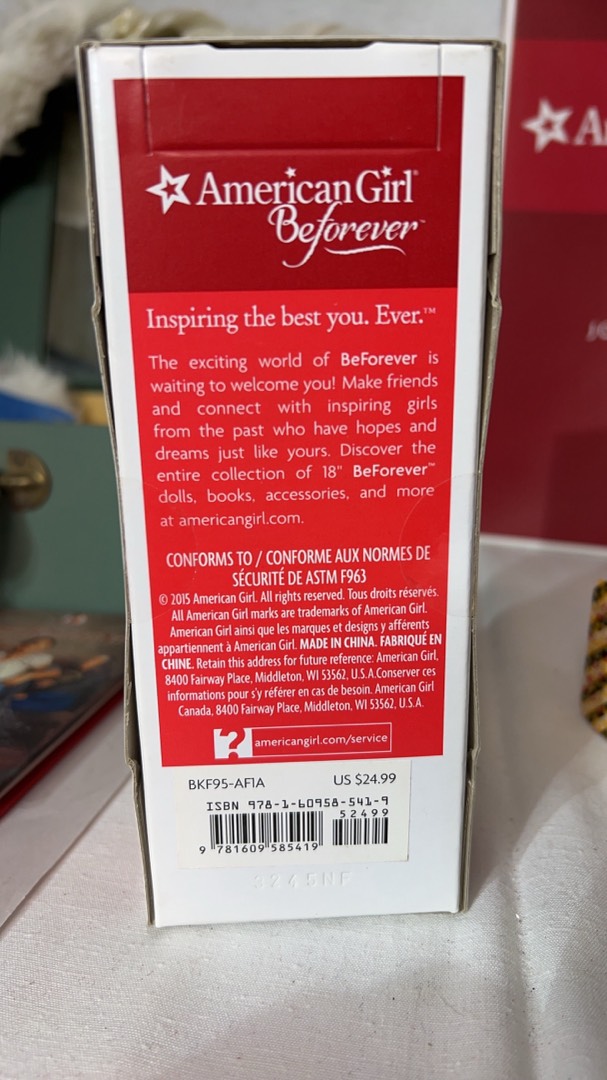 American Girl®
BeForever™
Inspiring the best you. Ever.™
The exciting world of BeForever is
waiting to welcome you! Make friends
and connect with inspiring girls
from the past who have hopes and
dreams just like yours. Discover the
entire collection of 18" BeForever™
dolls, books, accessories, and more
at americangirl.com.
CONFORMS TO / CONFORME AUX NORMES DE
SÉCURITÉ DE ASTM F963
© 2015 American Girl. All rights reserved. Tous droits réservés.
All American Girl marks are trademarks of American Girl.
American Girl ainsi que les marques et designs y afférents
appartiennent à American Girl. MADE IN CHINA. FABRIQUÉ EN
CHINE. Retain this address for future reference: American Girl,
8400 Fairway Place, Middleton, WI 53562, U.S.A.Conserver ces
informations pour s'y référer en cas de besoin. American Girl
Canada, 8400 Fairway Place, Middleton, WI 53562, U.S.A.
? americangirl.com/service
BKF95-AF1A US $24.99
ISBN 978-1-60958-541-9
52499
9 781609 585419
3245NF
A